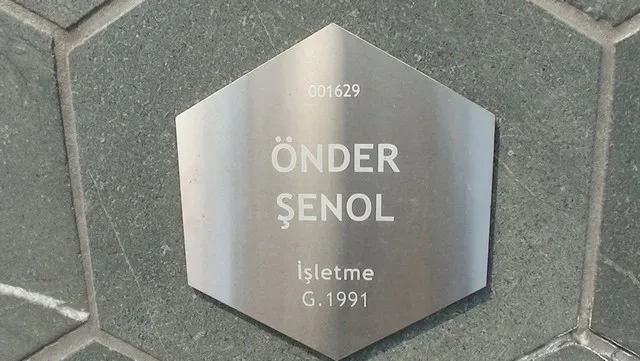 001629
ÖNDER
ŞENOL
İşletme
G.1991